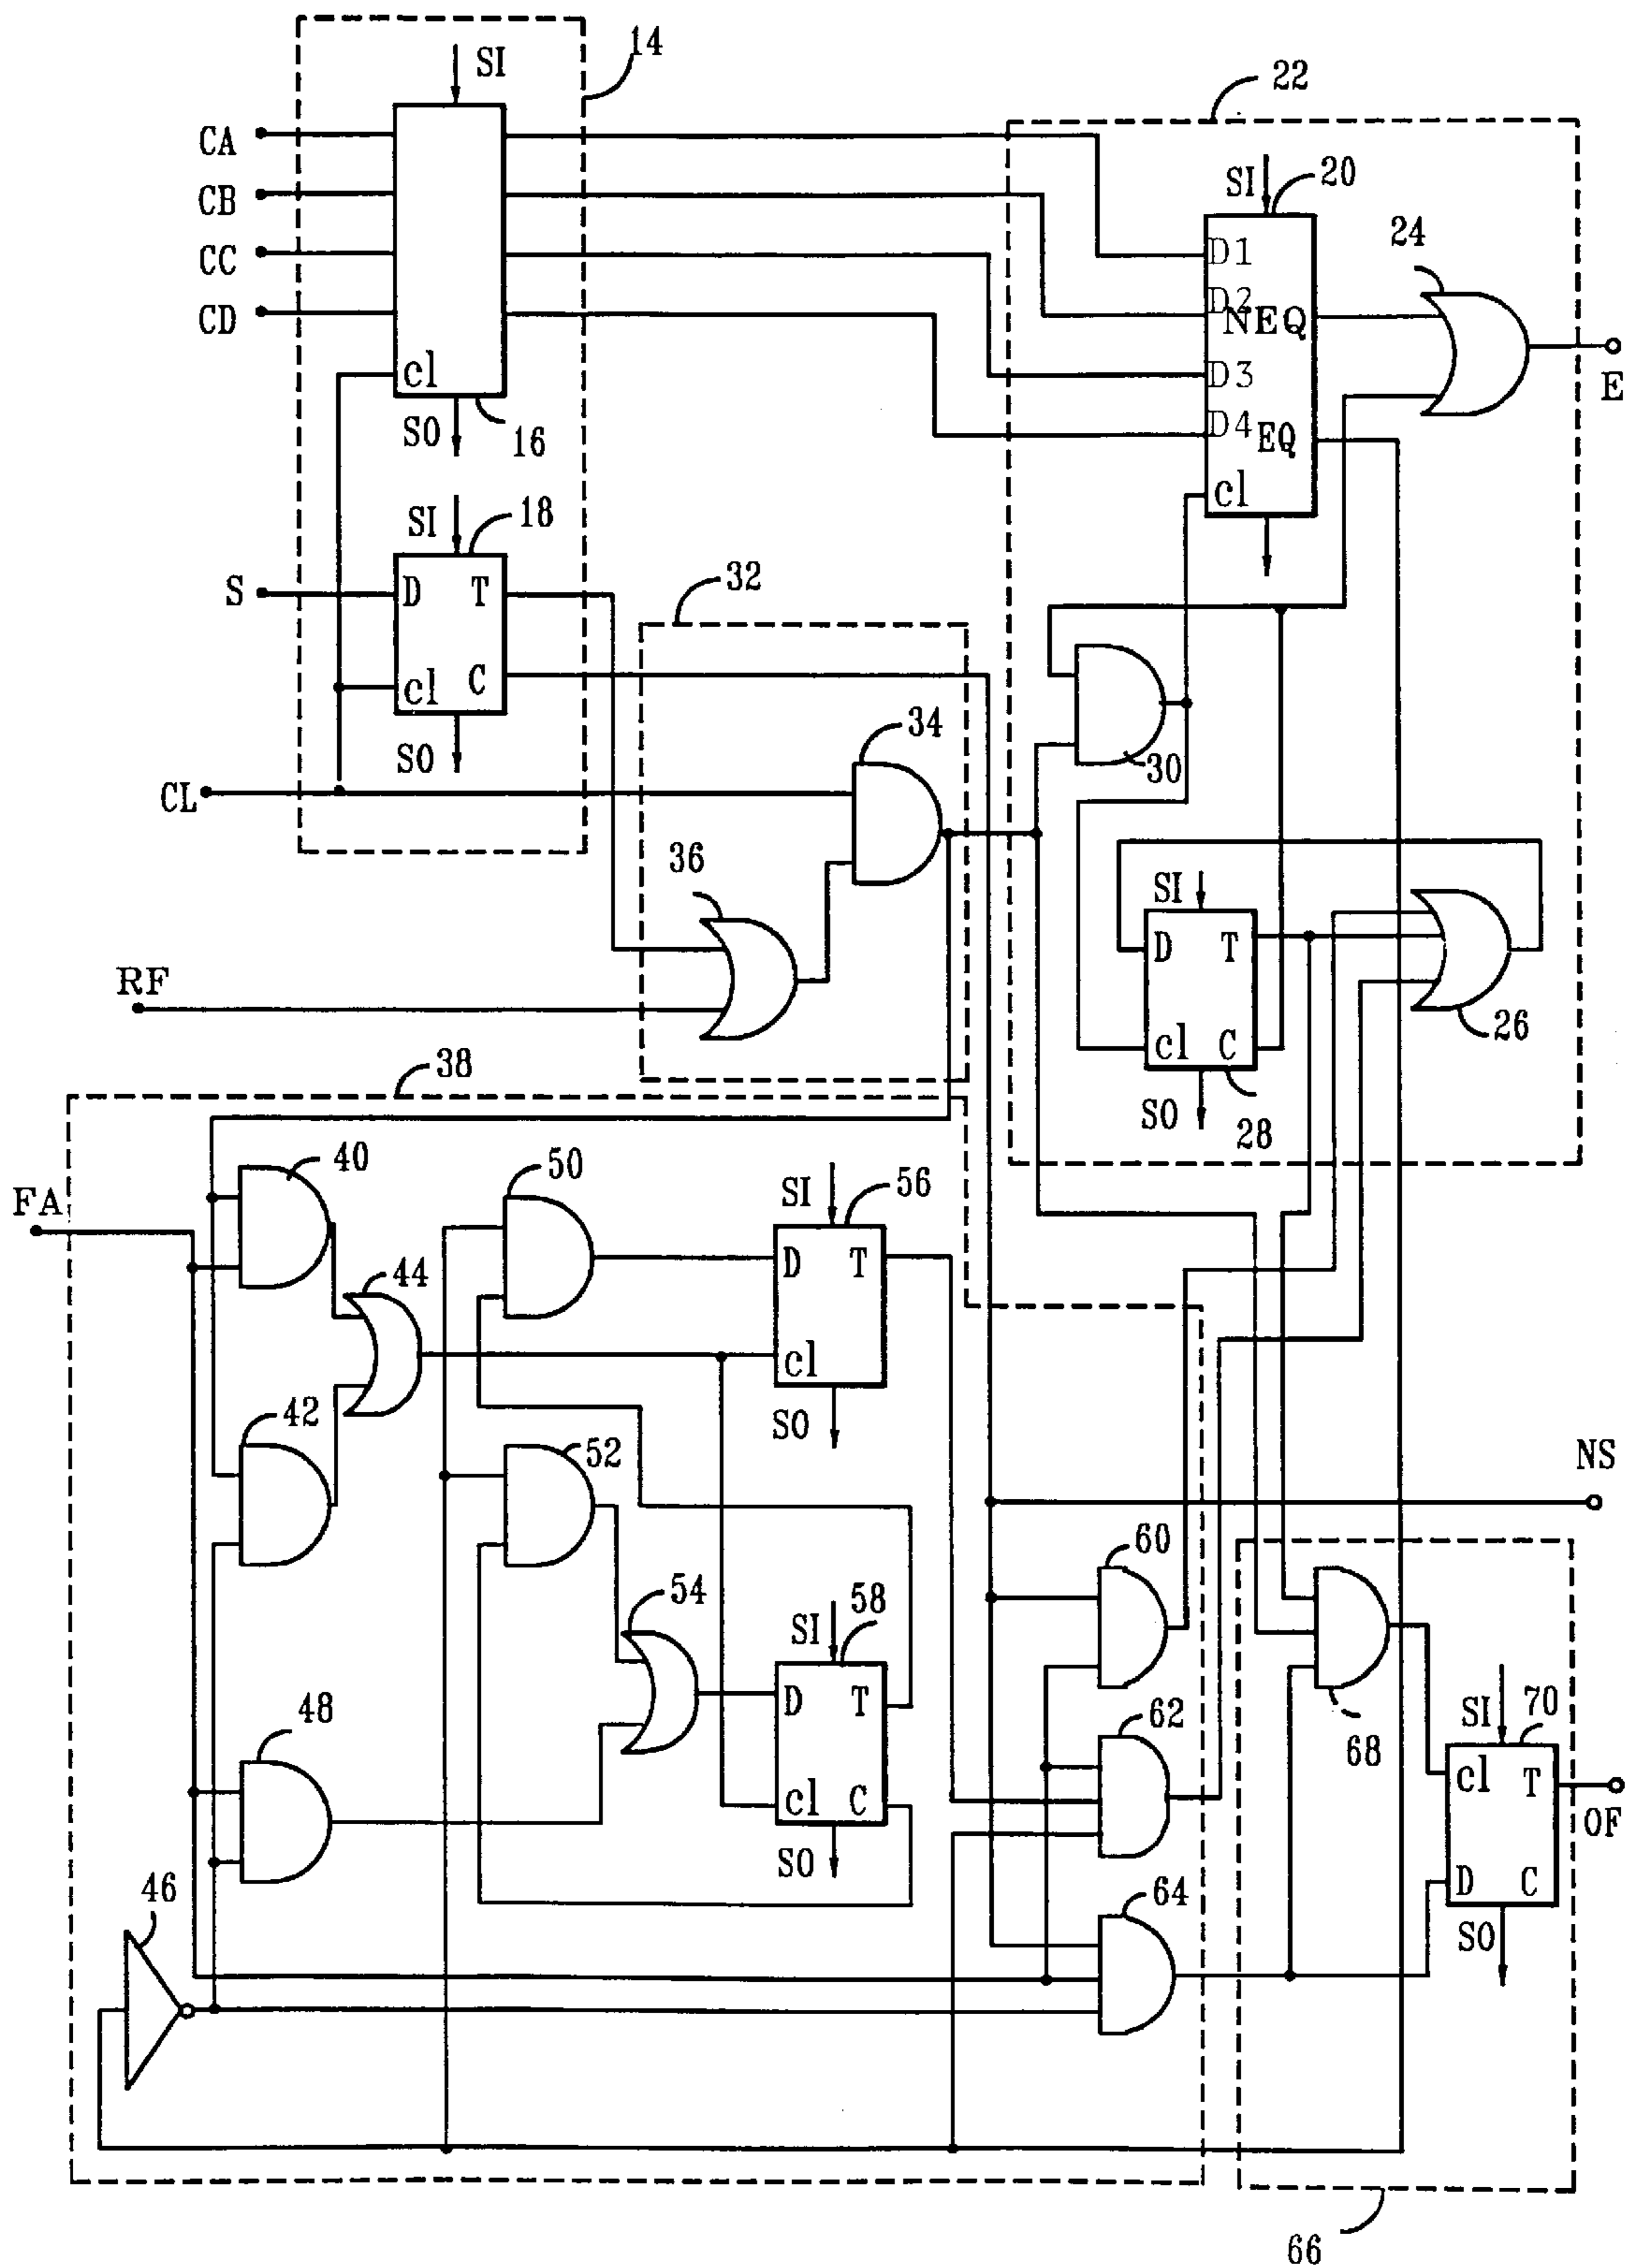 14
SI
22
CA
CB
CC
CD
SI
20
24
D1
D2
NEQ
D3
D4
EQ
cl
E
cl
SO
16
SI
18
S
D
T
cl
C
SO
32
34
30
CL
36
RF
SI
D
T
cl
C
SO
28
26
38
FA
40
50
SI
56
D
T
cl
SO
44
42
52
NS
54
SI
58
D
T
cl
C
SO
60
62
64
48
46
68
SI
70
cl
T
D
C
SO
OF
66